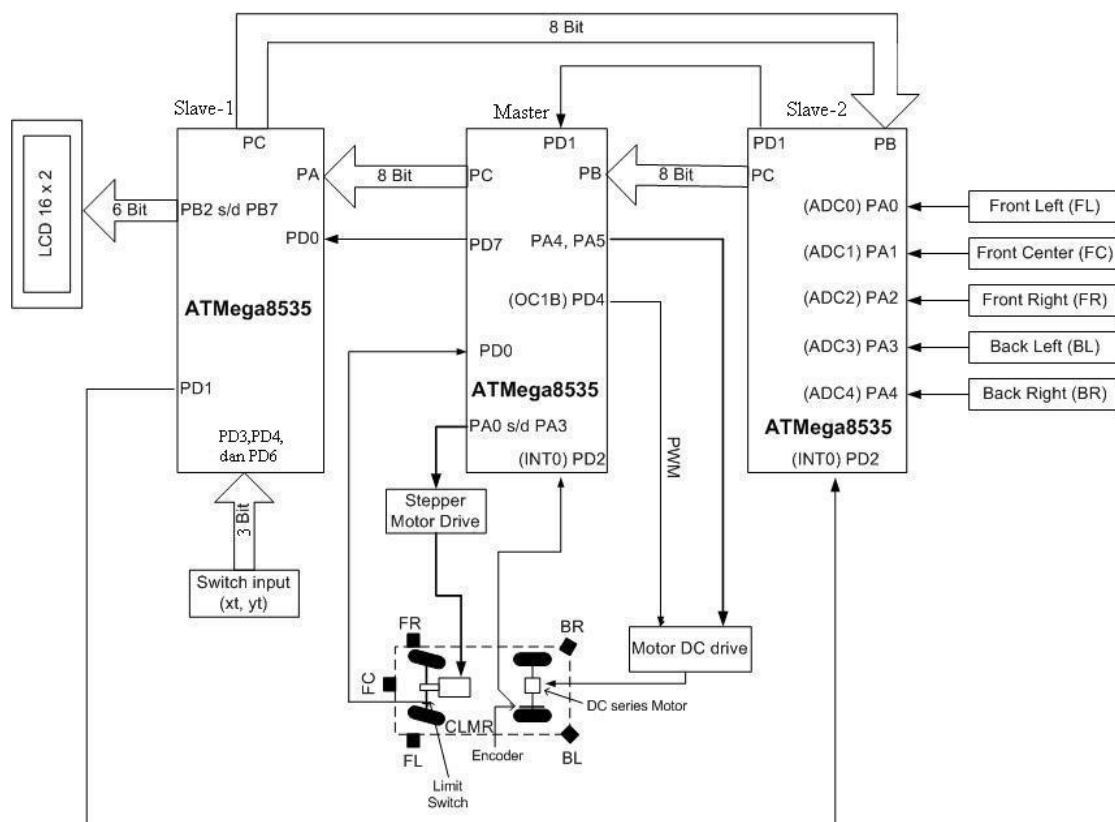 8 Bit
Slave-1
Master
Slave-2
PC
PD1
PD1
PB
LCD 16 x 2
6 Bit
PB2 s/d PB7
PA
8 Bit
PC
PB
8 Bit
PC
PD0
PD7
PA4, PA5
(OC1B) PD4
ATMega8535
PD0
ATMega8535
PD1
PA0 s/d PA3
(INT0) PD2
PD3,PD4,
dan PD6
3 Bit
Switch input
(xt, yt)
(ADC0) PA0
Front Left (FL)
(ADC1) PA1
Front Center (FC)
(ADC2) PA2
Front Right (FR)
(ADC3) PA3
Back Left (BL)
(ADC4) PA4
Back Right (BR)
ATMega8535
(INT0) PD2
PWM
Stepper
Motor Drive
Motor DC drive
FR
BR
FC
CLMR
DC series Motor
Encoder
FL
BL
Limit
Switch